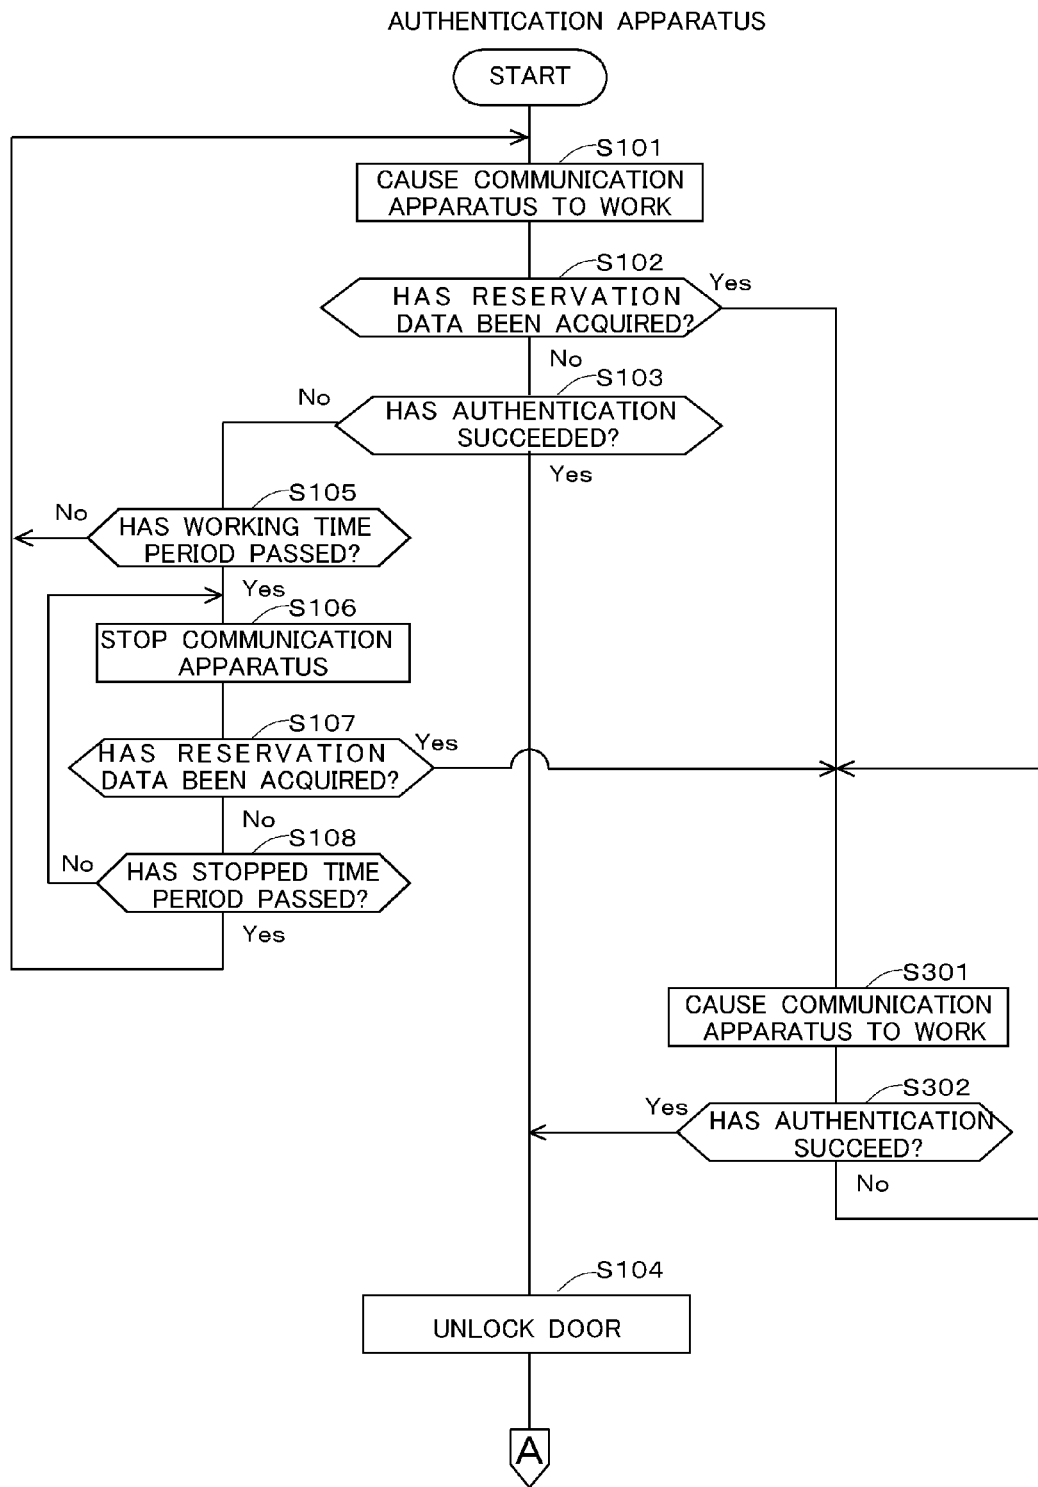 AUTHENTICATION APPARATUS
START
S101
CAUSE COMMUNICATION
APPARATUS TO WORK
S102
Yes
HAS RESERVATION
DATA BEEN ACQUIRED?
No
S103
No
HAS AUTHENTICATION
SUCCEEDED?
Yes
S105
No
HAS WORKING TIME
PERIOD PASSED?
Yes
S106
STOP COMMUNICATION
APPARATUS
S107
Yes
HAS RESERVATION
DATA BEEN ACQUIRED?
No
S108
No
HAS STOPPED TIME
PERIOD PASSED?
Yes
S301
CAUSE COMMUNICATION
APPARATUS TO WORK
S302
Yes
HAS AUTHENTICATION
SUCCEED?
No
S104
UNLOCK DOOR
A